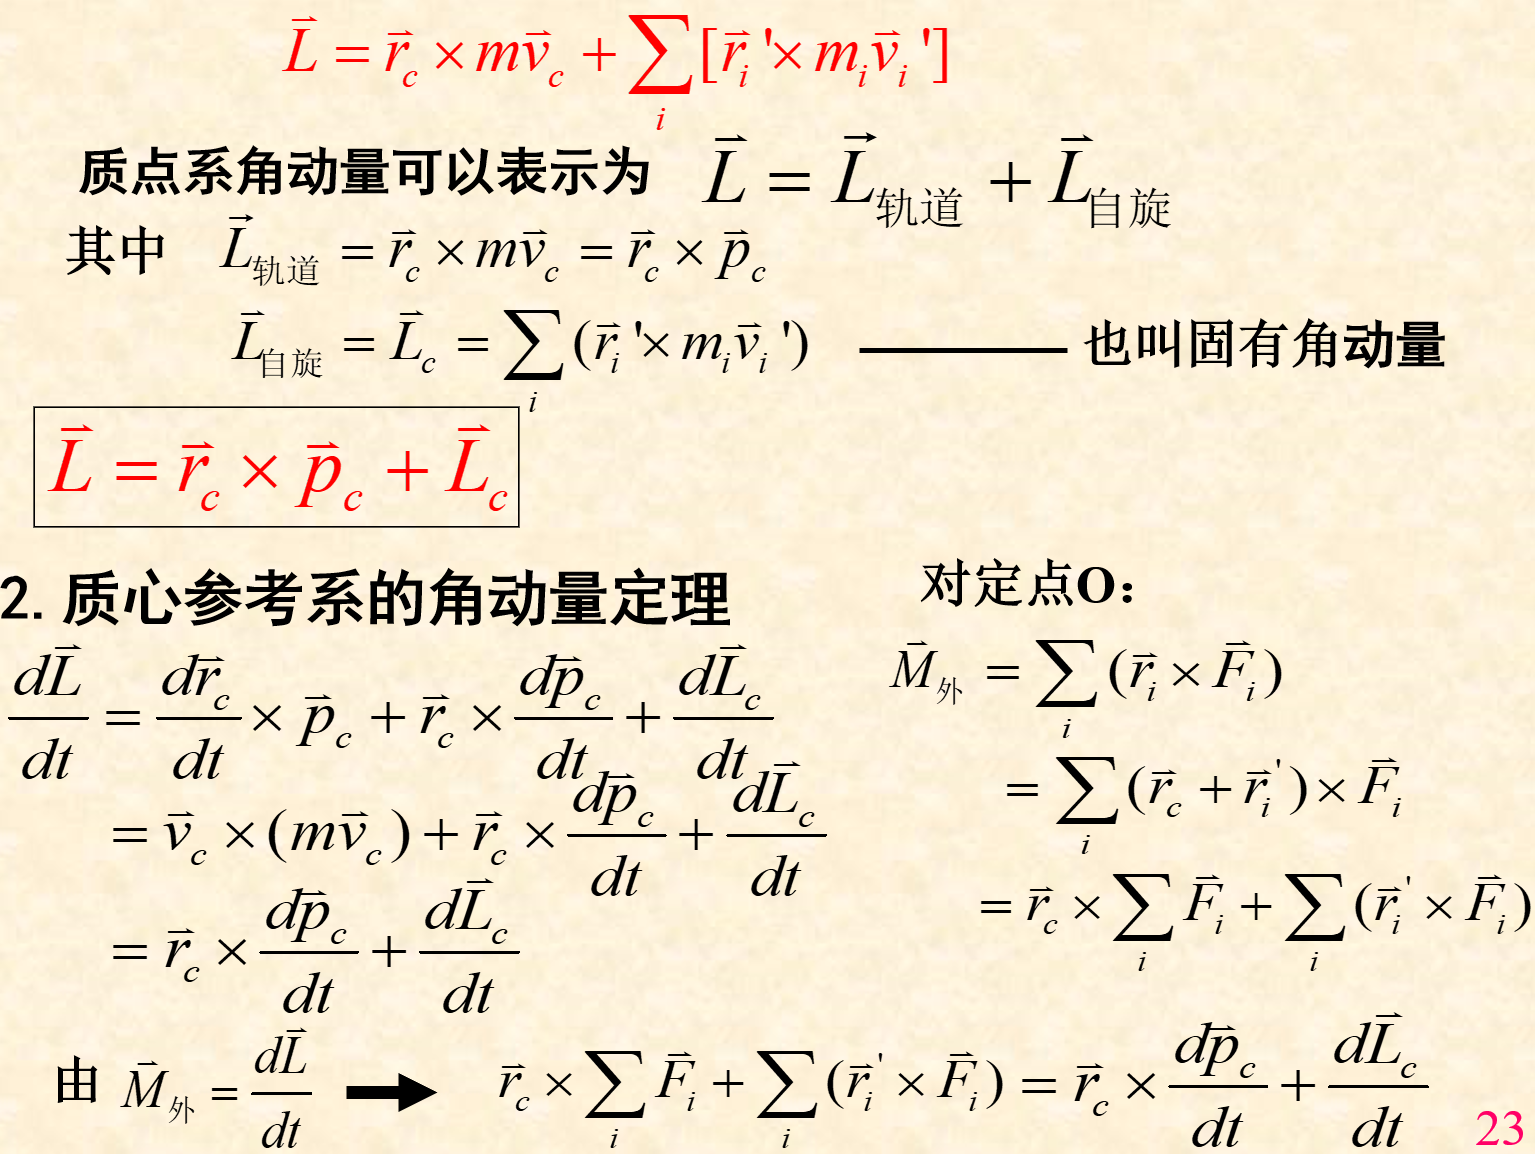 $\vec{L} = \vec{r}_c \times m\vec{v}_c + \sum_i [\vec{r}_i\,' \times m_i\vec{v}_i\,']$
质点系角动量可以表示为 $\vec{L} = \vec{L}_{轨道} + \vec{L}_{自旋}$
其中 $\vec{L}_{轨道} = \vec{r}_c \times m\vec{v}_c = \vec{r}_c \times \vec{p}_c$
$\vec{L}_{自旋} = \vec{L}_c = \sum_i (\vec{r}_i\,' \times m_i\vec{v}_i\,')$ ———— 也叫固有角动量
$\vec{L} = \vec{r}_c \times \vec{p}_c + \vec{L}_c$
2.质心参考系的角动量定理
$\frac{d\vec{L}}{dt} = \frac{d\vec{r}_c}{dt} \times \vec{p}_c + \vec{r}_c \times \frac{d\vec{p}_c}{dt} + \frac{d\vec{L}_c}{dt}$
$= \vec{v}_c \times (m\vec{v}_c) + \vec{r}_c \times \frac{d\vec{p}_c}{dt} + \frac{d\vec{L}_c}{dt}$
$= \vec{r}_c \times \frac{d\vec{p}_c}{dt} + \frac{d\vec{L}_c}{dt}$
对定点O：
$\vec{M}_{外} = \sum_i (\vec{r}_i \times \vec{F}_i)$
$= \sum_i (\vec{r}_c + \vec{r}_i^{\,'}) \times \vec{F}_i$
$= \vec{r}_c \times \sum_i \vec{F}_i + \sum_i (\vec{r}_i^{\,'} \times \vec{F}_i)$
由 $\vec{M}_{外} = \frac{d\vec{L}}{dt}$ ➡ $\vec{r}_c \times \sum_i \vec{F}_i + \sum_i (\vec{r}_i^{\,'} \times \vec{F}_i) = \vec{r}_c \times \frac{d\vec{p}_c}{dt} + \frac{d\vec{L}_c}{dt}$
23